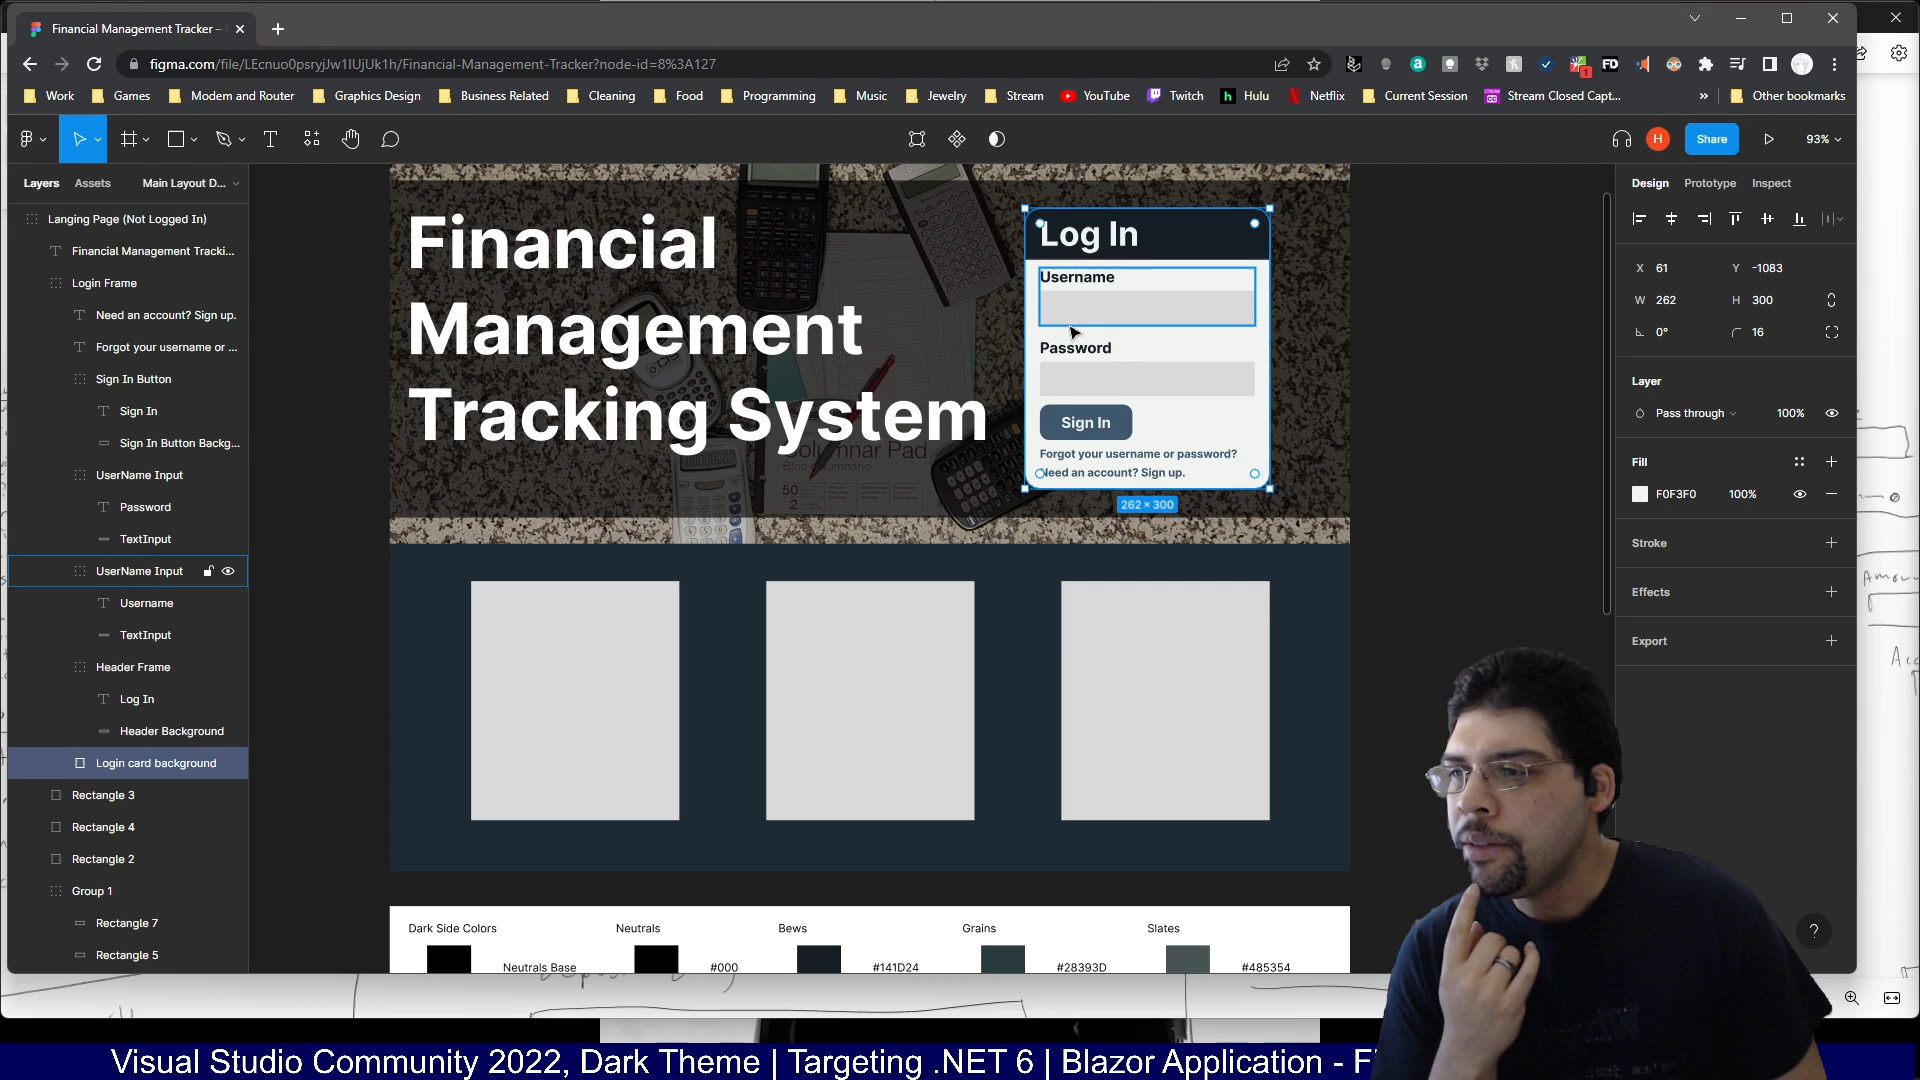 Financial Management Tracker –
figma.com/file/LEcnuo0psryjJw1IUjUk1h/Financial-Management-Tracker?node-id=8%3A127
Work
Games
Modem and Router
Graphics Design
Business Related
Cleaning
Food
Programming
Music
Jewelry
Stream
YouTube
Twitch
Hulu
Netflix
Current Session
Stream Closed Capt...
»
Other bookmarks
H
Share
93%
Layers
Assets
Main Layout D...
Langing Page (Not Logged In)
Financial Management Tracki...
Login Frame
Need an account? Sign up.
Forgot your username or ...
Sign In Button
Sign In
Sign In Button Backg...
UserName Input
Password
TextInput
UserName Input
Username
TextInput
Header Frame
Log In
Header Background
Login card background
Rectangle 3
Rectangle 4
Rectangle 2
Group 1
Rectangle 7
Rectangle 5
Financial
Management
Tracking System
Columnar Pad
Bloc columnario
50
2
Log In
Username
Password
Sign In
Forgot your username or password?
Need an account? Sign up.
262 × 300
Dark Side Colors
Neutrals
Bews
Grains
Slates
Neutrals Base
#000
#141D24
#28393D
#485354
Design
Prototype
Inspect
X 61
Y -1083
W 262
H 300
0°
16
Layer
Pass through
100%
Fill
F0F3F0
100%
Stroke
Effects
Export
?
Visual Studio Community 2022, Dark Theme | Targeting .NET 6 | Blazor Application - F